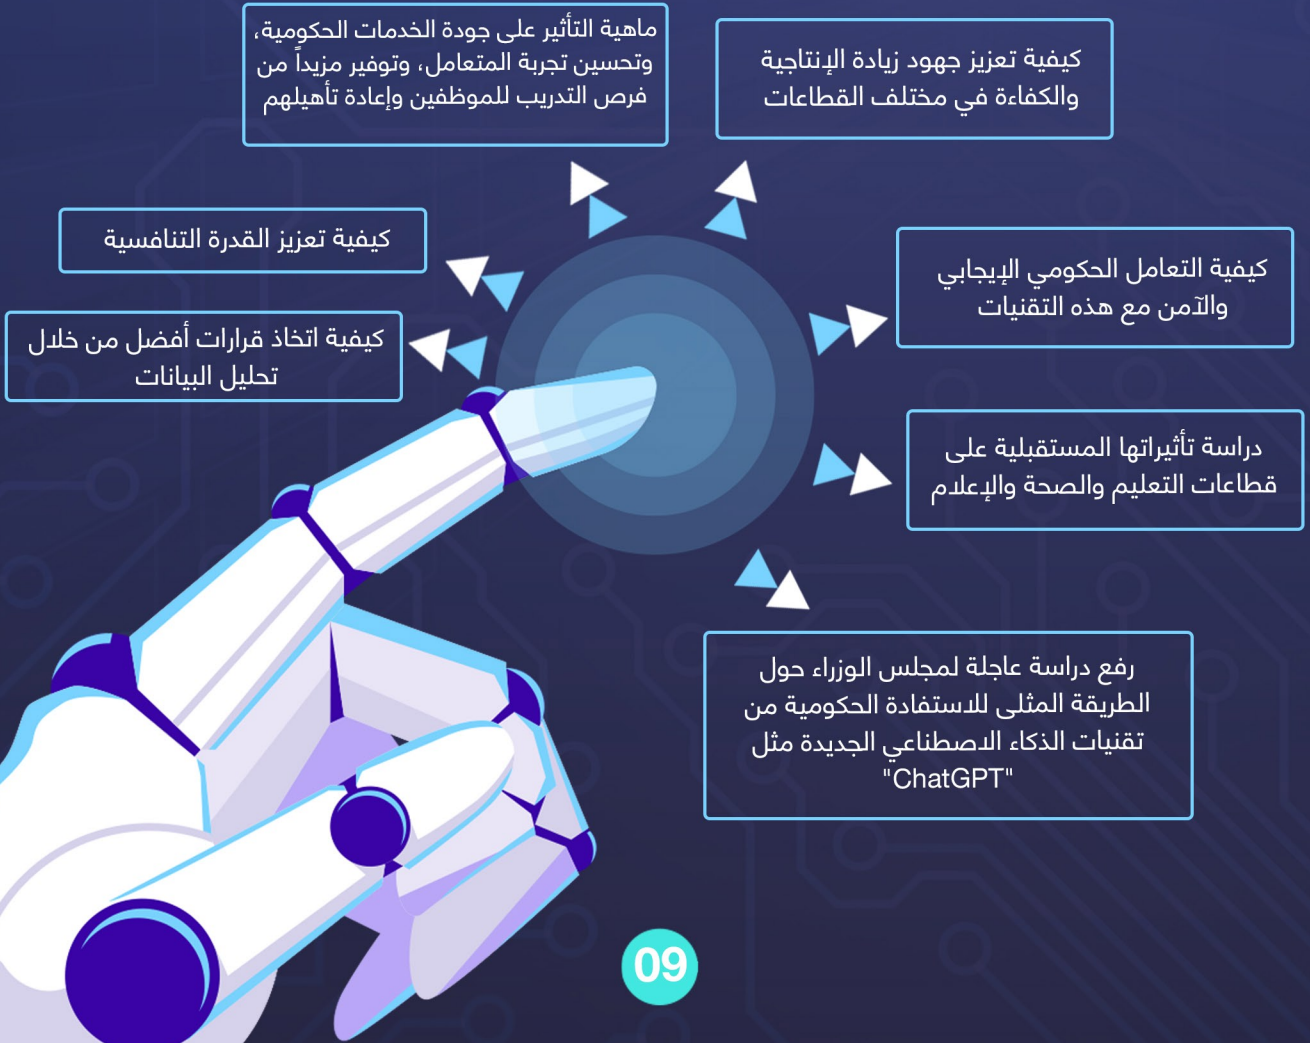 ماهية التأثير على جودة الخدمات الحكومية،
وتحسين تجربة المتعامل، وتوفير مزيداً من
فرص التدريب للموظفين وإعادة تأهيلهم
كيفية تعزيز جهود زيادة الإنتاجية
والكفاءة في مختلف القطاعات
كيفية تعزيز القدرة التنافسية
كيفية التعامل الحكومي الإيجابي
والآمن مع هذه التقنيات
كيفية اتخاذ قرارات أفضل من خلال
تحليل البيانات
دراسة تأثيراتها المستقبلية على
قطاعات التعليم والصحة والإعلام
رفع دراسة عاجلة لمجلس الوزراء حول
الطريقة المثلى للاستفادة الحكومية من
تقنيات الذكاء الاصطناعي الجديدة مثل
"ChatGPT"
09